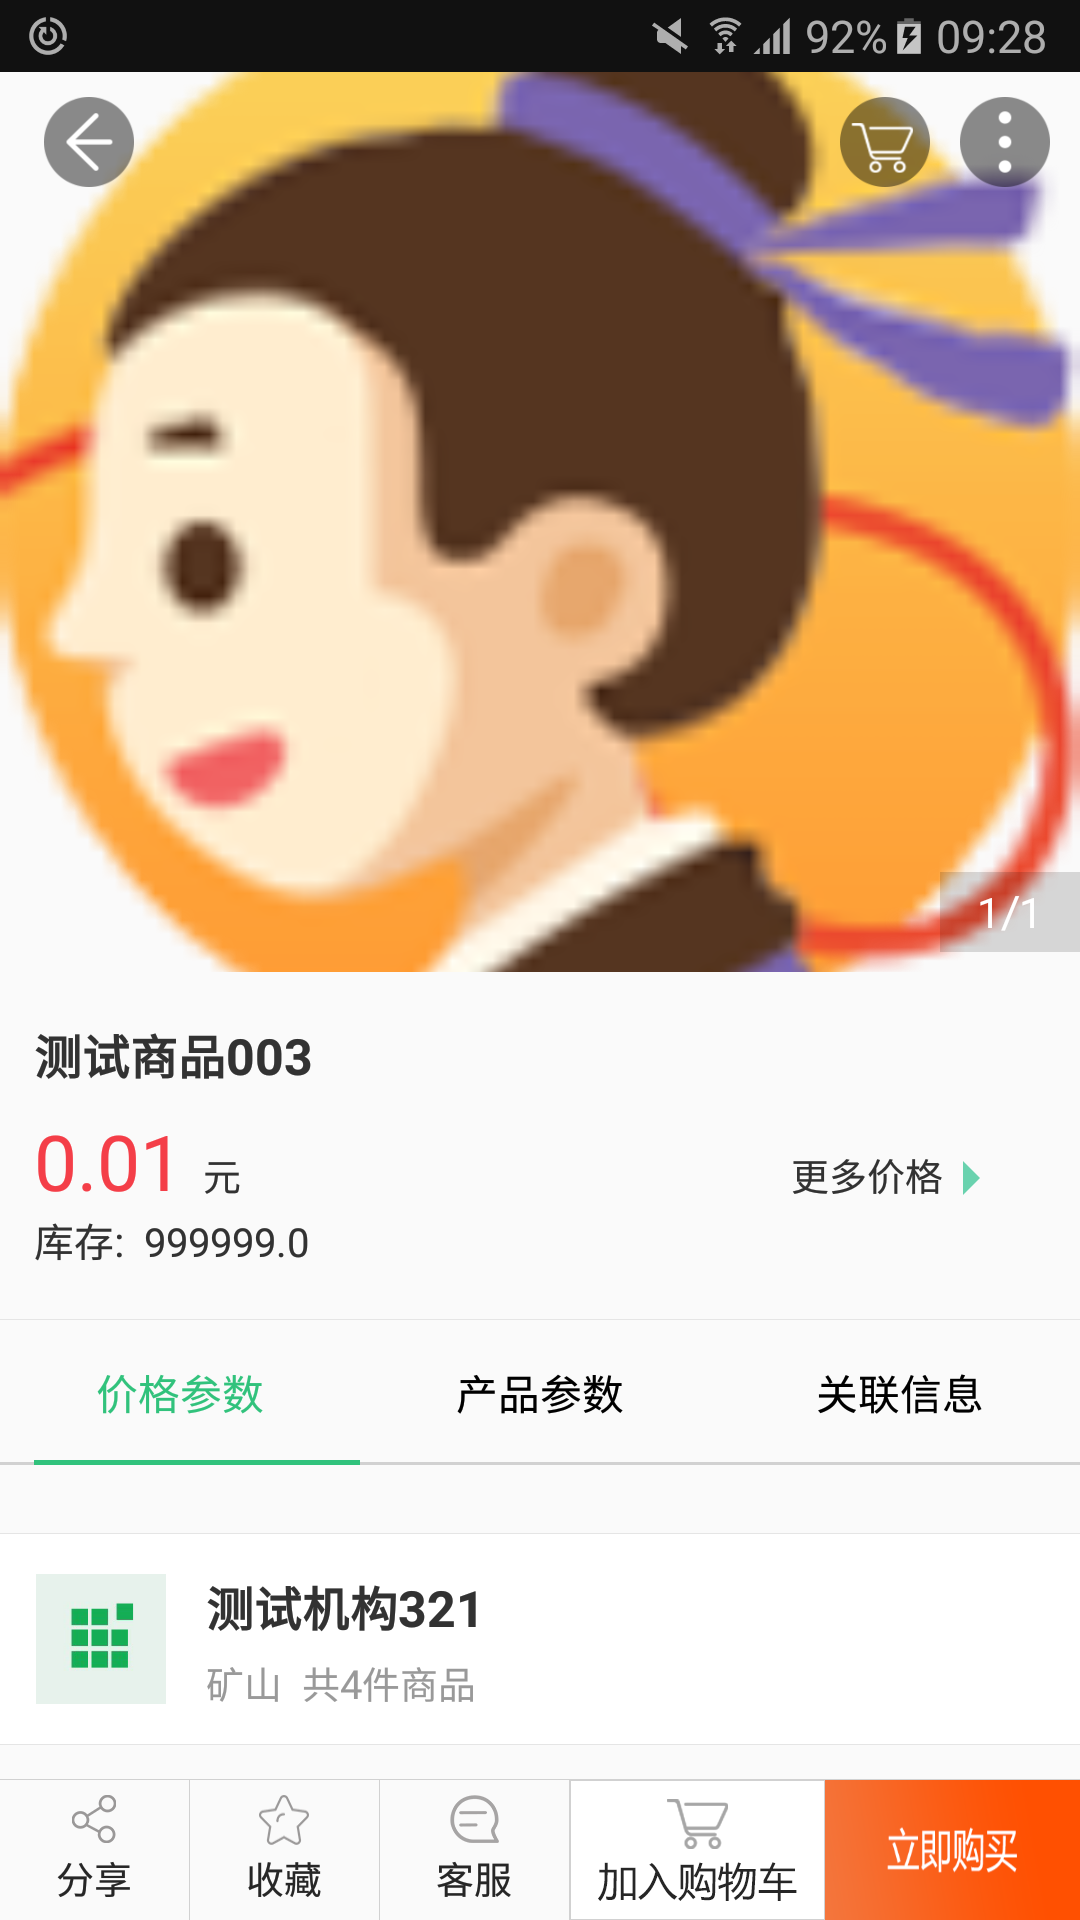 92% 09:28
1/1
测试商品003
0.01 元
更多价格
库存: 999999.0
价格参数 产品参数 关联信息
测试机构321
矿山 共4件商品
分享 收藏 客服 加入购物车 立即购买